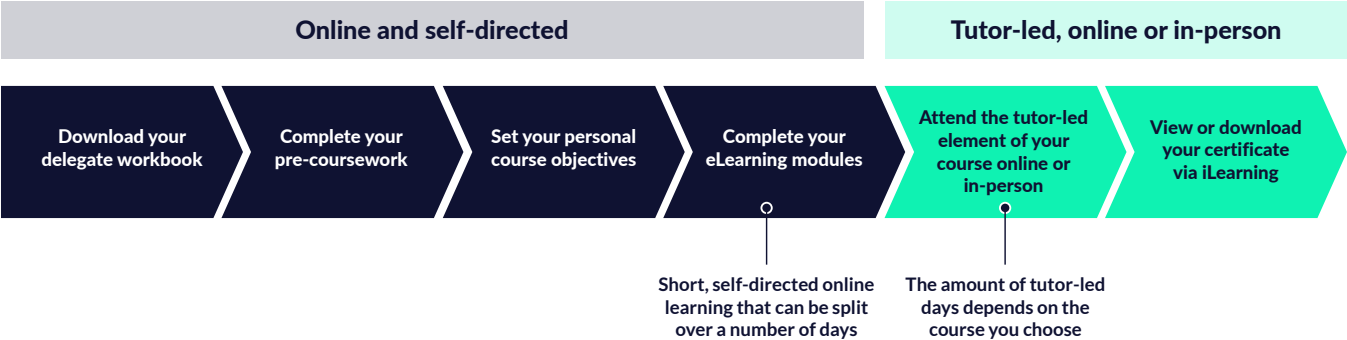 Online and self-directed
Tutor-led, online or in-person
Download your
delegate workbook
Complete your
pre-coursework
Set your personal
course objectives
Complete your
eLearning modules
Attend the tutor-led
element of your
course online or
in-person
View or download
your certificate
via iLearning
Short, self-directed online
learning that can be split
over a number of days
The amount of tutor-led
days depends on the
course you choose